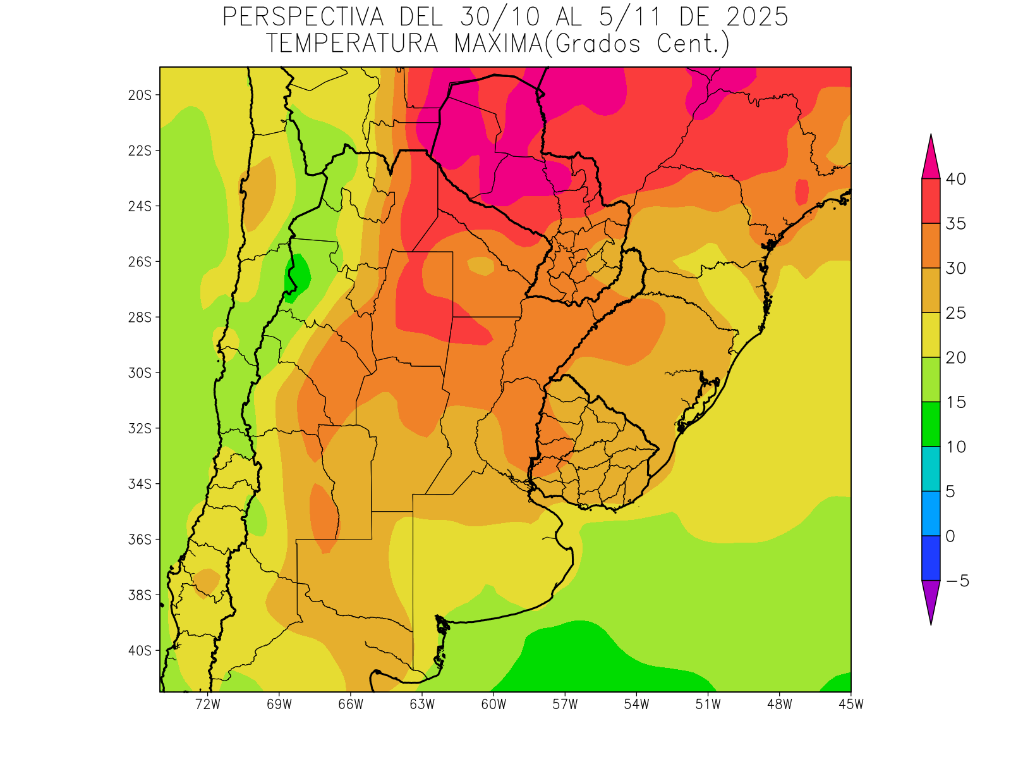 PERSPECTIVA DEL 30/10 AL 5/11 DE 2025
TEMPERATURA MAXIMA(Grados Cent.)
20S
22S
24S
26S
28S
30S
32S
34S
36S
38S
40S
72W 69W 66W 63W 60W 57W 54W 51W 48W 45W
40
35
30
25
20
15
10
5
0
−5